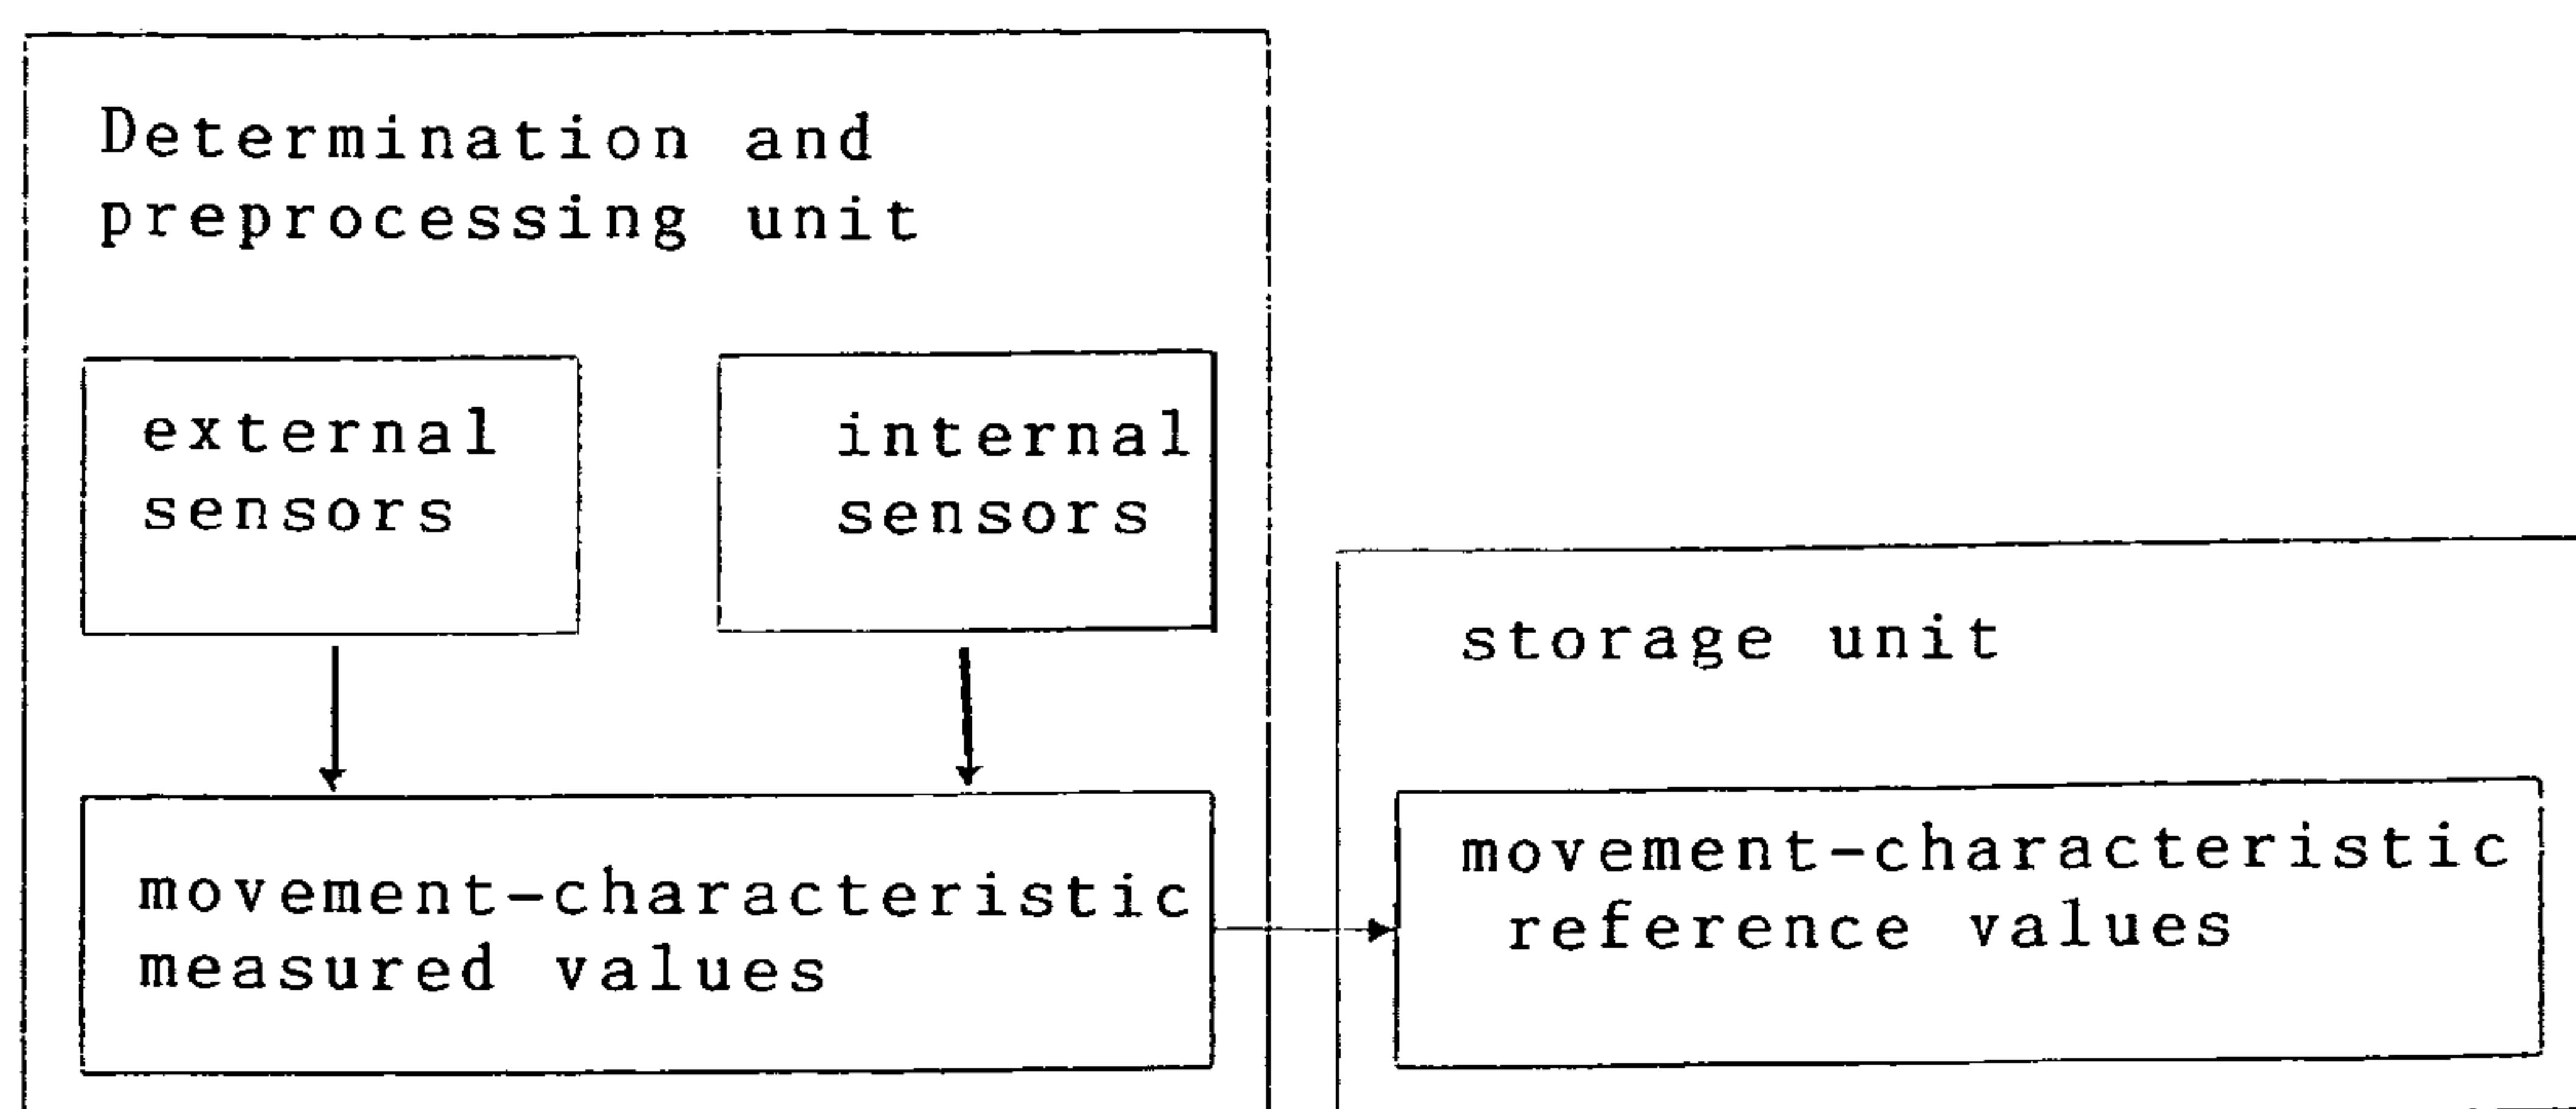 Determination and
preprocessing unit
external
sensors
internal
sensors
storage unit
movement-characteristic
measured values
movement-characteristic
reference values